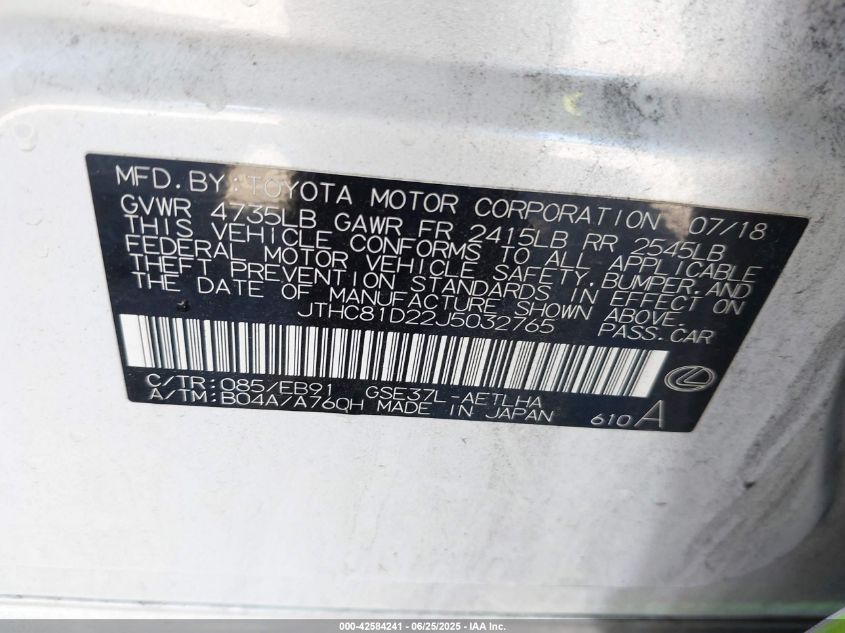 MFD.BY:TOYOTA MOTOR CORPORATION 07/18
GVWR 4735LB GAWR FR 2415LB RR 2545LB
THIS VEHICLE CONFORMS TO ALL APPLICABLE
FEDERAL MOTOR VEHICLE SAFETY,BUMPER,AND
THEFT PREVENTION STANDARDS IN EFFECT ON
THE DATE OF MANUFACTURE SHOWN ABOVE.
JTHC81D22J5032765 PASS.CAR
C/TR:085/EB91 GSE37L-AETLHA
A/TM:B04A/A76QH MADE IN JAPAN 610A
000-42584241 - 06/25/2025 - IAA Inc.